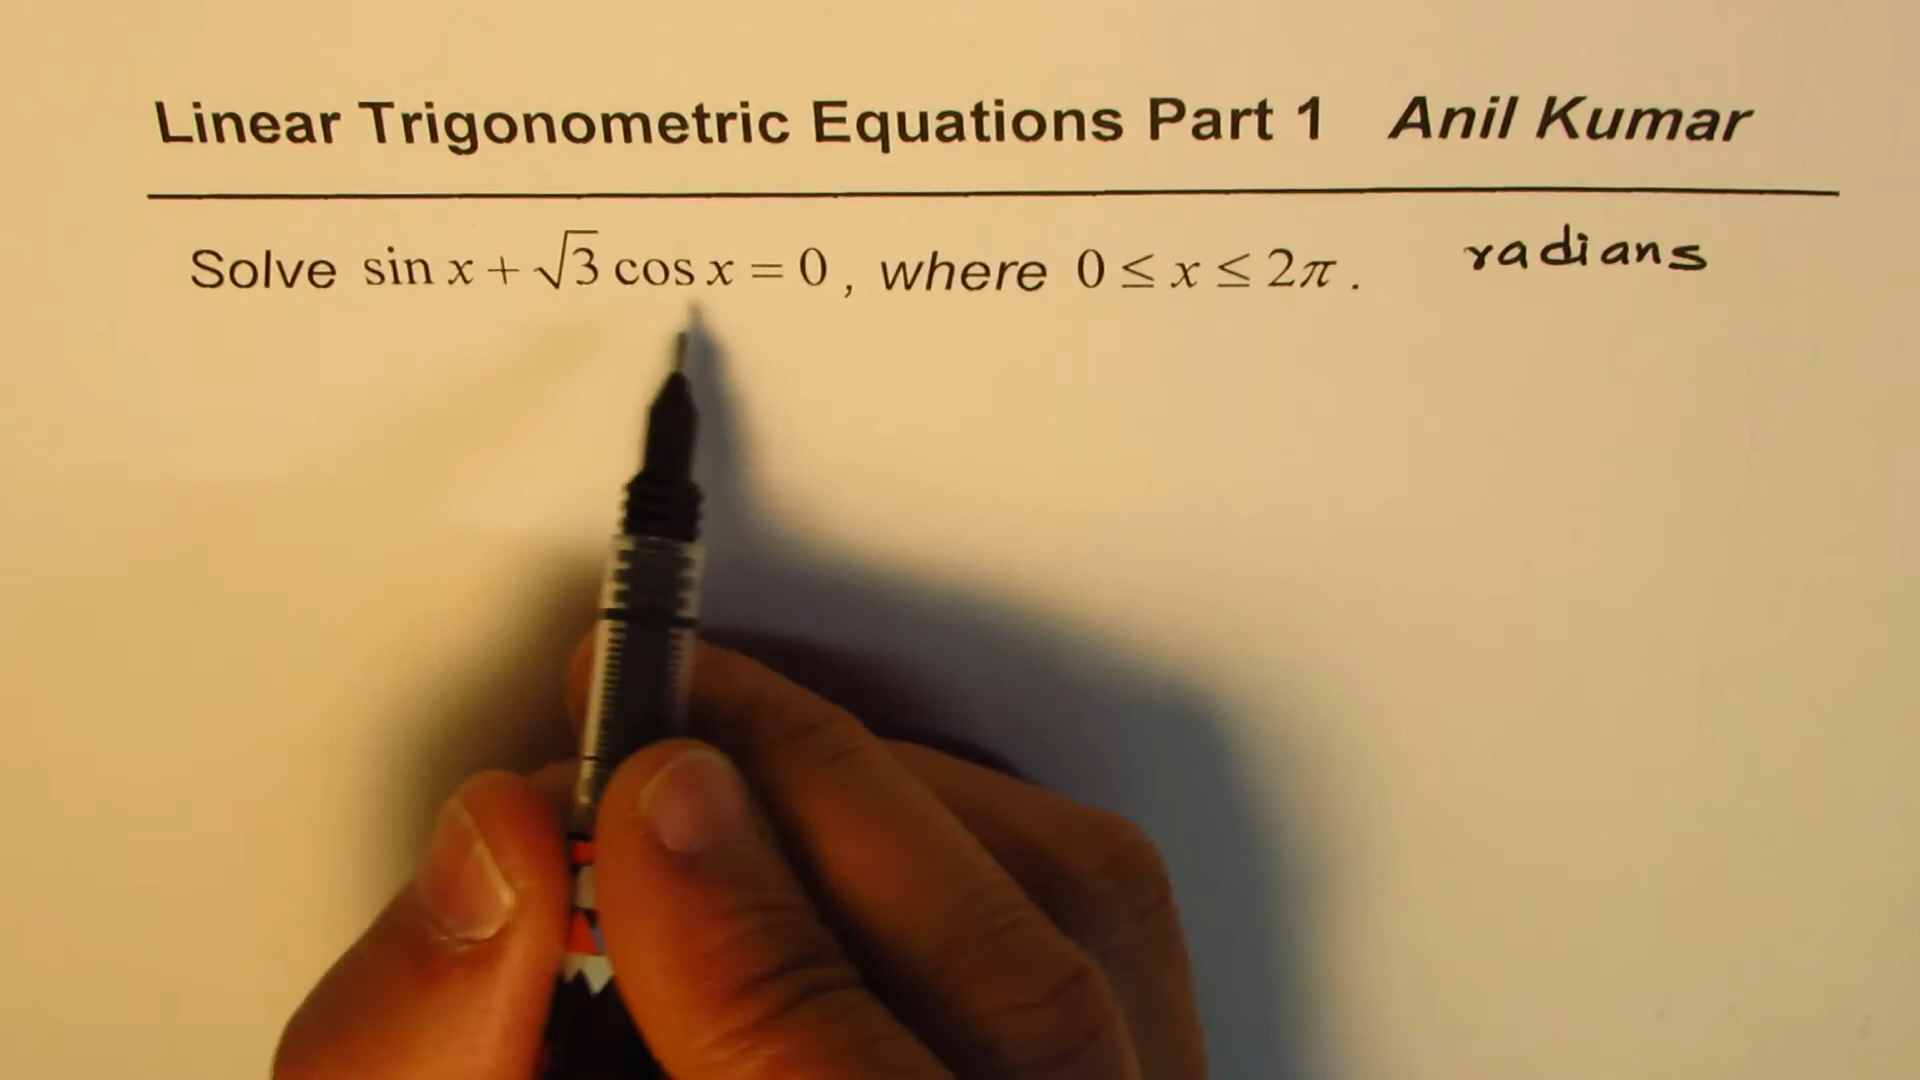 Linear Trigonometric Equations Part 1 Anil Kumar
Solve sin x + √3 cos x = 0 , where 0 ≤ x ≤ 2π . radians